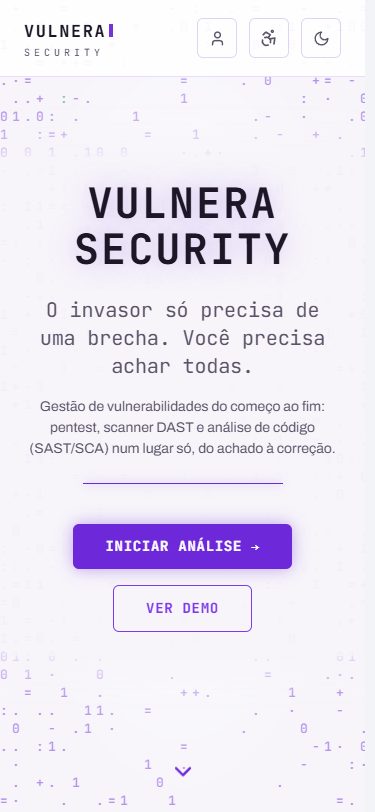 VULNERA
SECURITY
VULNERA
SECURITY
O invasor só precisa de
uma brecha. Você precisa
achar todas.
Gestão de vulnerabilidades do começo ao fim:
pentest, scanner DAST e análise de código
(SAST/SCA) num lugar só, do achado à correção.
INICIAR ANÁLISE →
VER DEMO